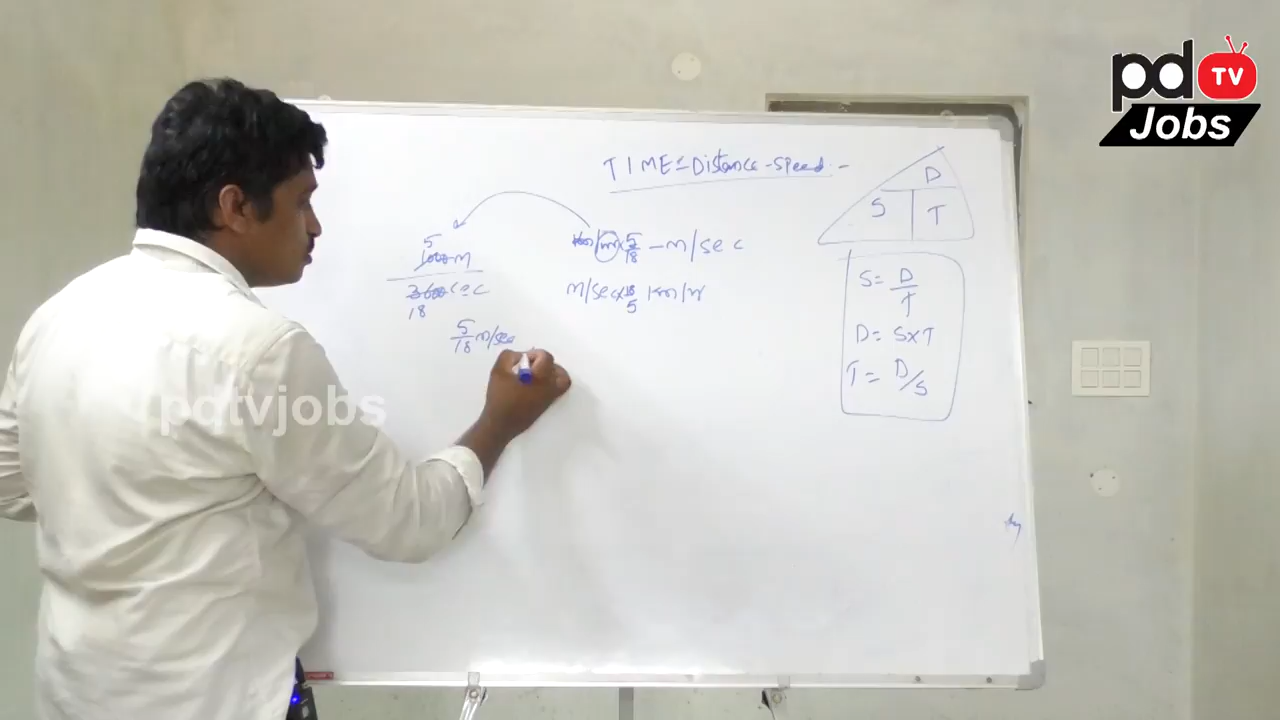 pd TV
Jobs
TIME - Distance - speed :-
D
S T
5
1000 m
3600 sec
18
5/18 m/sec
km/hr × 5/18 - m/sec
m/sec × 18/5 km/hr
S = D/T
D = S x T
T = D/S
pdtvjobs